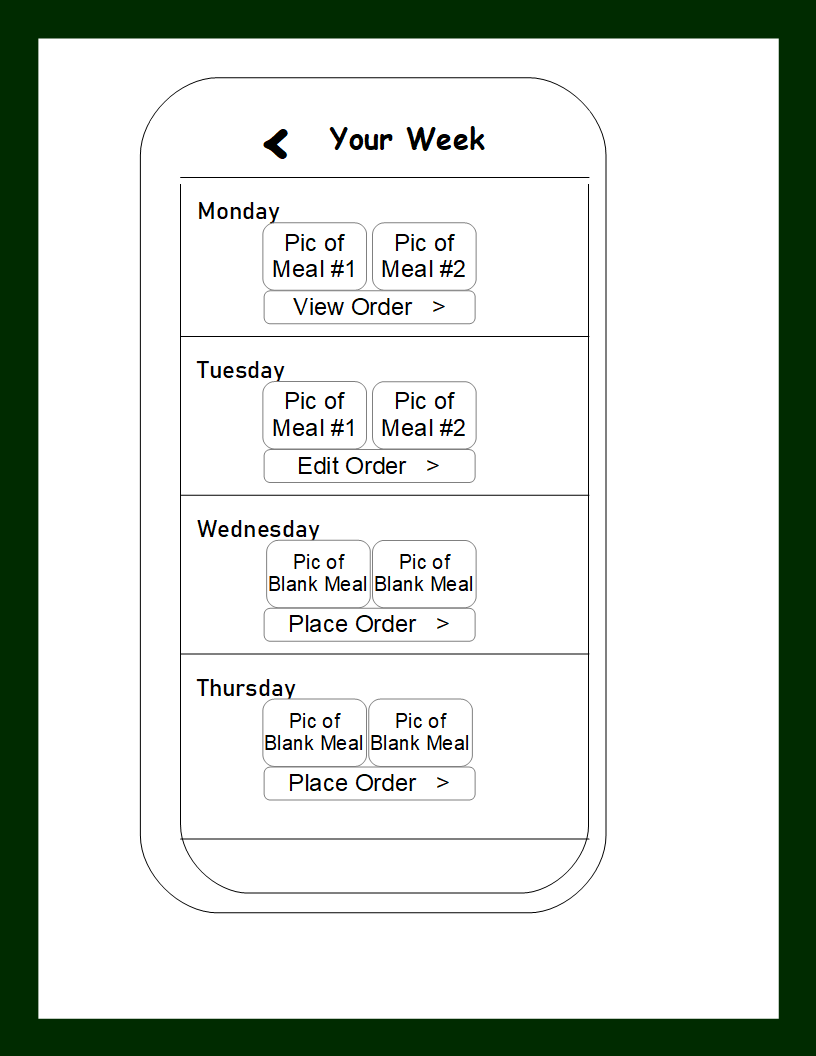 < Your Week
Monday
Pic of Pic of
Meal #1 Meal #2
View Order >
Tuesday
Pic of Pic of
Meal #1 Meal #2
Edit Order >
Wednesday
Pic of Pic of
Blank Meal Blank Meal
Place Order >
Thursday
Pic of Pic of
Blank Meal Blank Meal
Place Order >